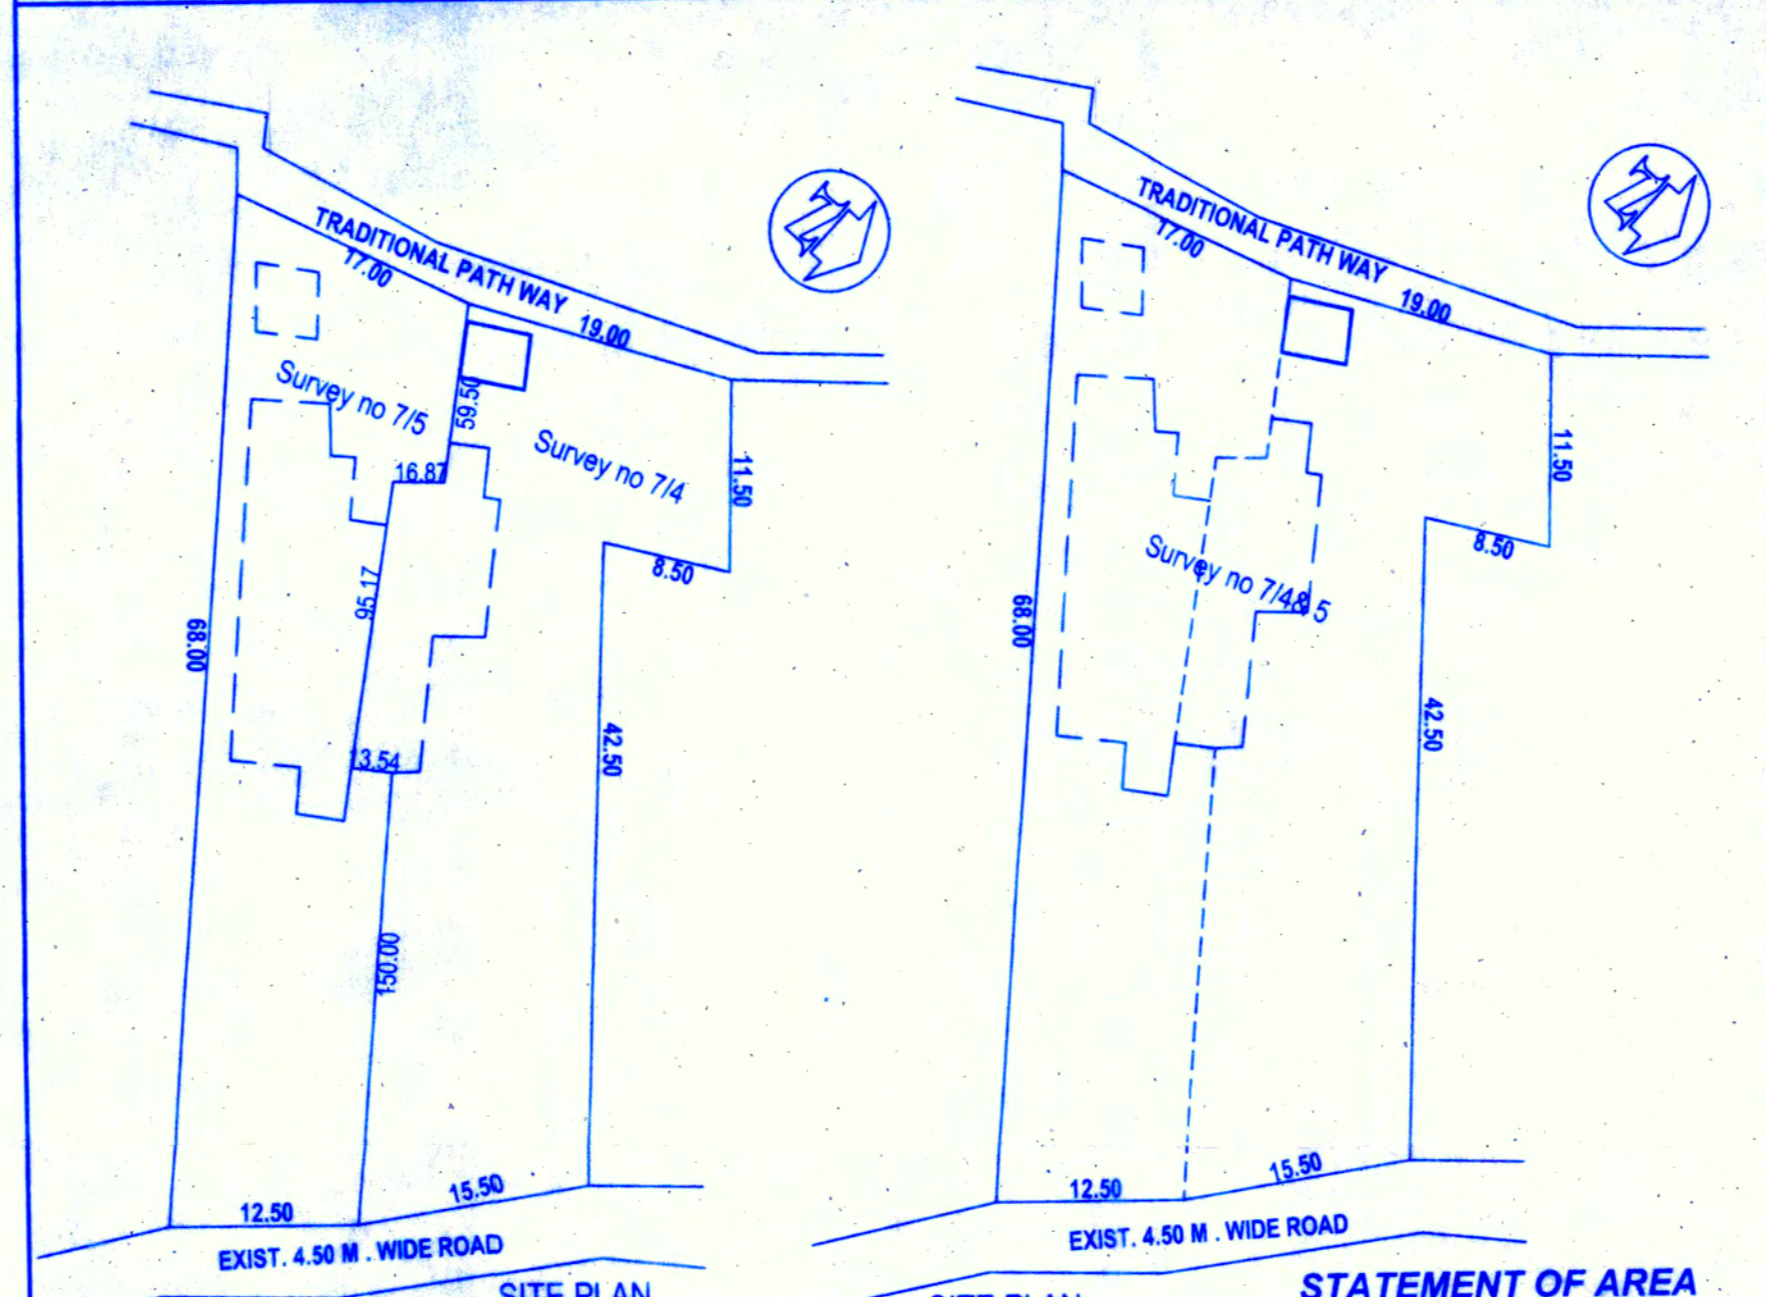 TRADITIONAL PATH WAY
17.00
19.00
Survey no 7/5
59.50
Survey no 7/4
16.87
11.50
8.50
95.17
68.00
13.54
42.50
150.00
15.50
12.50
EXIST. 4.50 M . WIDE ROAD
SITE PLAN
TRADITIONAL PATH WAY
17.00
19.00
11.50
8.50
Survey no 7/4& 5
68.00
42.50
15.50
12.50
EXIST. 4.50 M . WIDE ROAD
SITE PLAN
STATEMENT OF AREA